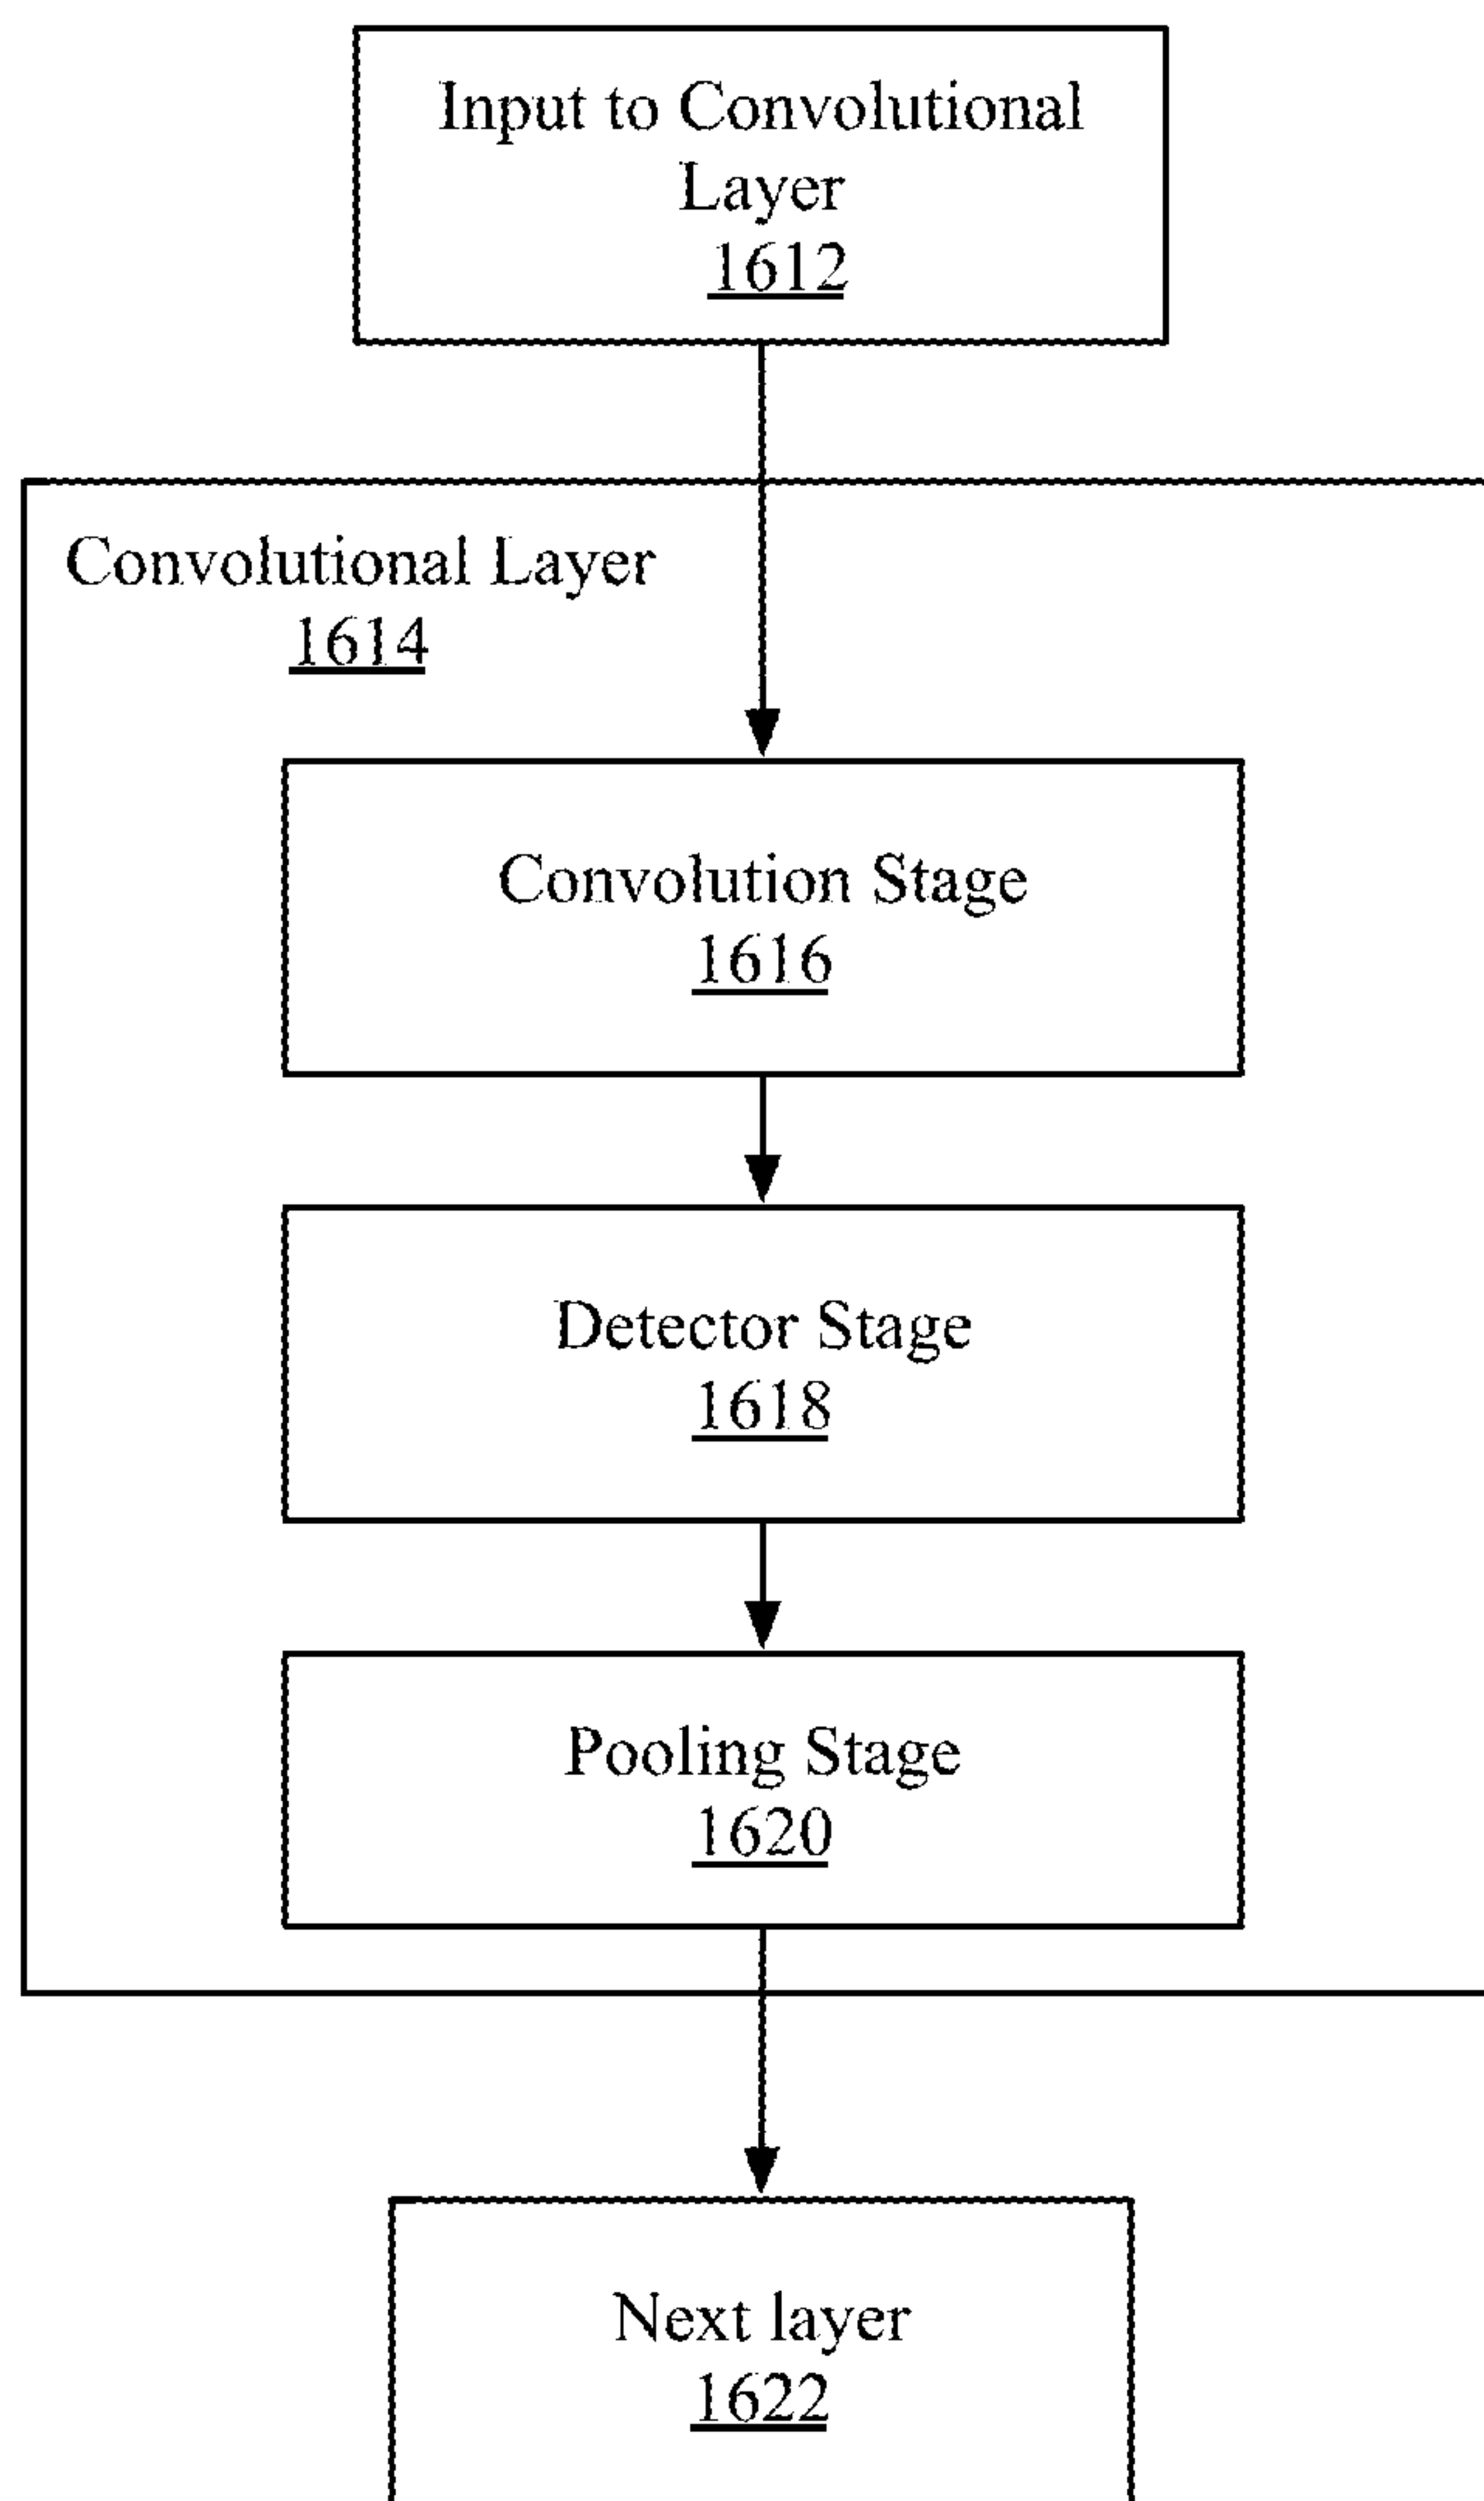 Input to Convolutional
Layer
1612
Convolutional Layer
1614
Convolution Stage
1616
Detector Stage
1618
Pooling Stage
1620
Next layer
1622